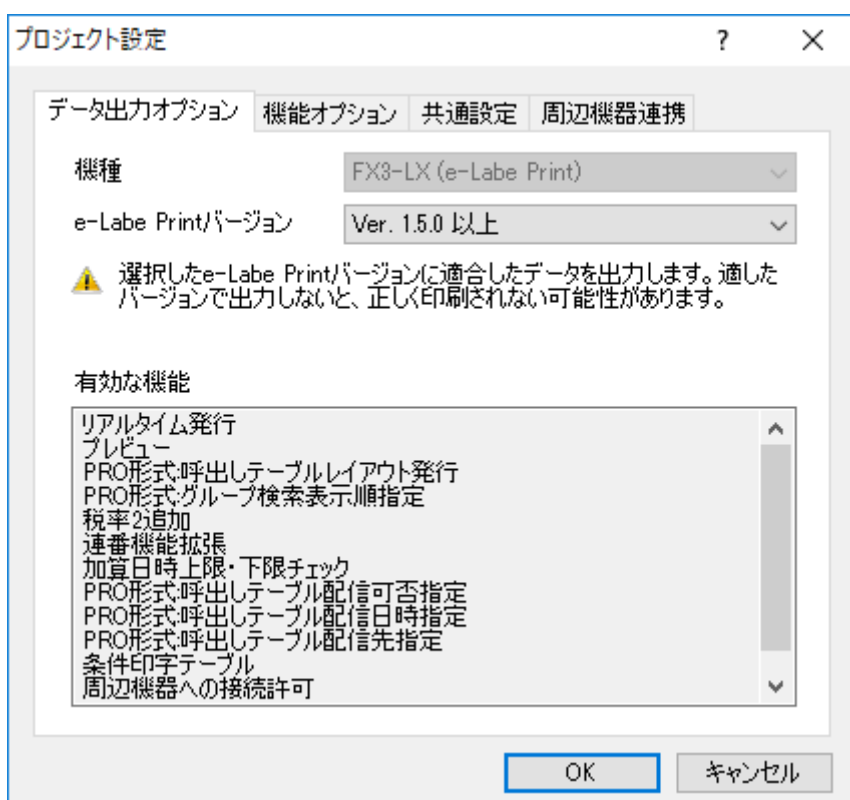 プロジェクト設定
?
データ出力オプション 機能オプション 共通設定 周辺機器連携
機種 FX3-LX (e-Labe Print)
e-Labe Printバージョン Ver. 1.5.0 以上
選択したe-Labe Printバージョンに適合したデータを出力します。適した
バージョンで出力しないと、正しく印刷されない可能性があります。
有効な機能
リアルタイム発行
プレビュー
PRO形式:呼出しテーブルレイアウト発行
PRO形式:グループ検索表示順指定
税率2追加
連番機能拡張
加算日時上限・下限チェック
PRO形式:呼出しテーブル配信可否指定
PRO形式:呼出しテーブル配信日時指定
PRO形式:呼出しテーブル配信先指定
条件印字テーブル
周辺機器への接続許可
OK キャンセル